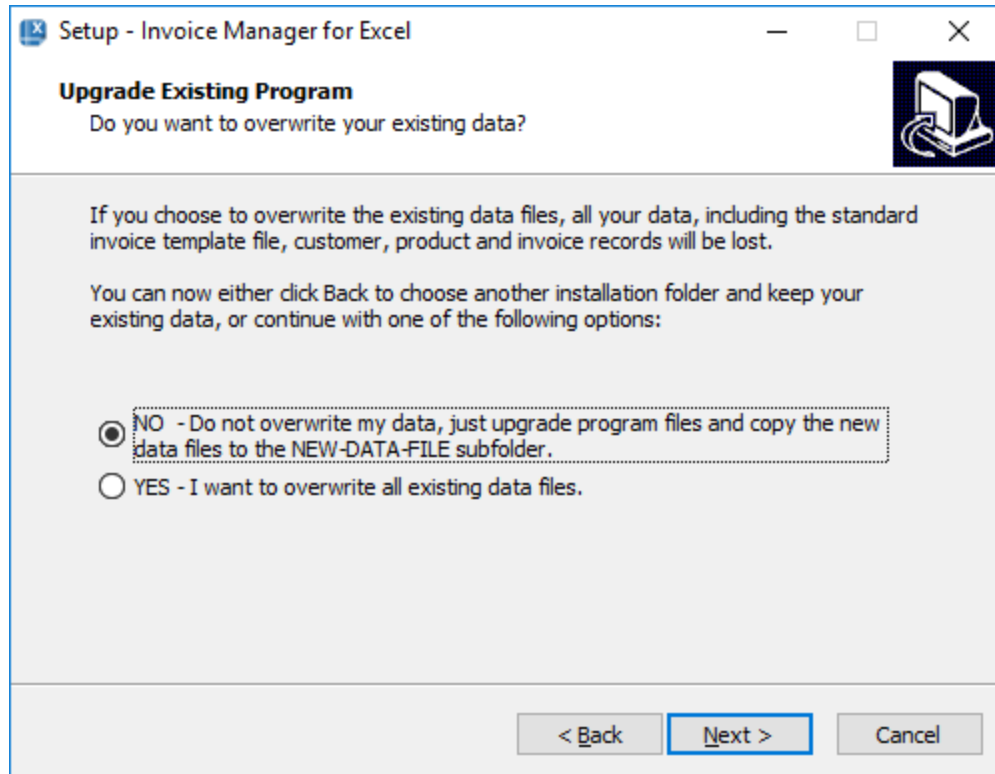 Setup - Invoice Manager for Excel
Upgrade Existing Program
Do you want to overwrite your existing data?
If you choose to overwrite the existing data files, all your data, including the standard
invoice template file, customer, product and invoice records will be lost.
You can now either click Back to choose another installation folder and keep your
existing data, or continue with one of the following options:
NO - Do not overwrite my data, just upgrade program files and copy the new
data files to the NEW-DATA-FILE subfolder.
YES - I want to overwrite all existing data files.
< Back
Next >
Cancel